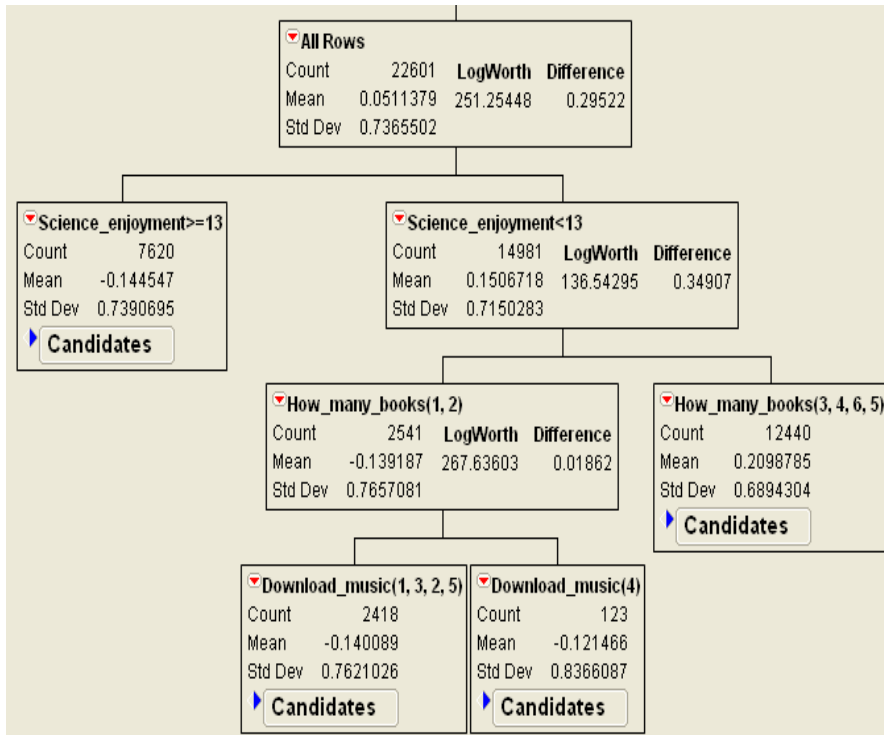 All Rows
Count 22601 LogWorth Difference
Mean 0.0511379 251.25448 0.29522
Std Dev 0.7365502
Science_enjoyment>=13
Count 7620
Mean -0.144547
Std Dev 0.7390695
Candidates
Science_enjoyment<13
Count 14981 LogWorth Difference
Mean 0.1506718 136.54295 0.34907
Std Dev 0.7150283
How_many_books(1, 2)
Count 2541 LogWorth Difference
Mean -0.139187 267.63603 0.01862
Std Dev 0.7657081
How_many_books(3, 4, 6, 5)
Count 12440
Mean 0.2098785
Std Dev 0.6894304
Candidates
Download_music(1, 3, 2, 5)
Count 2418
Mean -0.140089
Std Dev 0.7621026
Candidates
Download_music(4)
Count 123
Mean -0.121466
Std Dev 0.8366087
Candidates